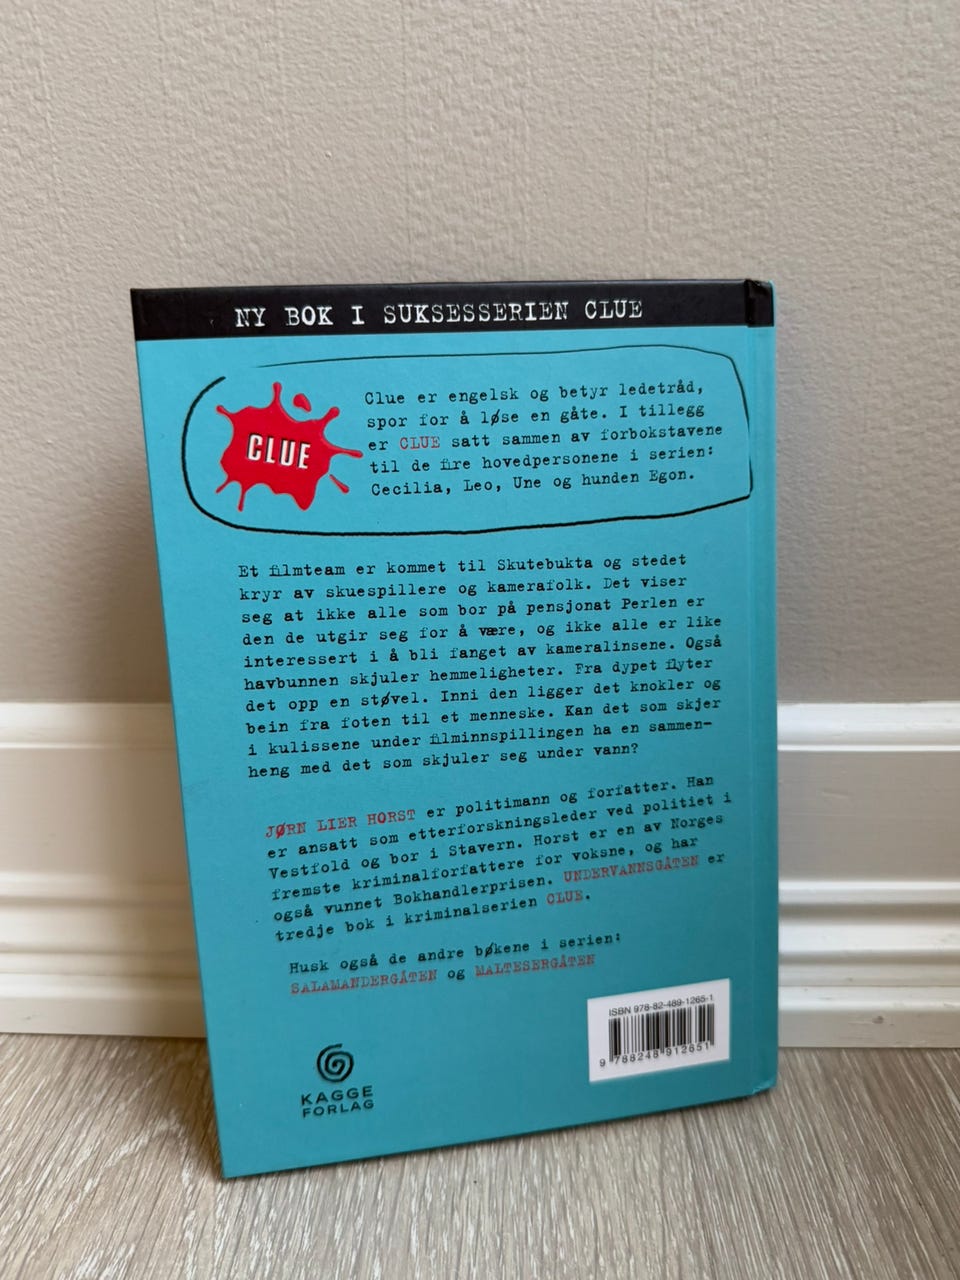 NY BOK I SUKSESSERIEN CLUE
CLUE
Clue er engelsk og betyr ledetråd,
spor for å løse en gåte. I tillegg
er CLUE satt sammen av forbokstavene
til de fire hovedpersonene i serien:
Cecilia, Leo, Une og hunden Egon.
Et filmteam er kommet til Skutebukta og stedet
kryr av skuespillere og kamerafolk. Det viser
seg at ikke alle som bor på pensjonat Perlen er
den de utgir seg for å være, og ikke alle er like
interessert i å bli fanget av kameralinsene. Også
havbunnen skjuler hemmeligheter. Fra dypet flyter
det opp en støvel. Inni den ligger det knokler og
bein fra foten til et menneske. Kan det som skjer
i kulissene under filminnspillingen ha en sammen-
heng med det som skjuler seg under vann?
JØRN LIER HORST er politimann og forfatter. Han
er ansatt som etterforskningsleder ved politiet i
Vestfold og bor i Stavern. Horst er en av Norges
fremste kriminalforfattere for voksne, og har
også vunnet Bokhandlerprisen. UNDERVANNSGÅTEN er
tredje bok i kriminalserien CLUE.
Husk også de andre bøkene i serien:
SALAMANDERGÅTEN og MALTESERGÅTEN
ISBN 978-82-489-1265-1
9 788248 912651
KAGGE
FORLAG